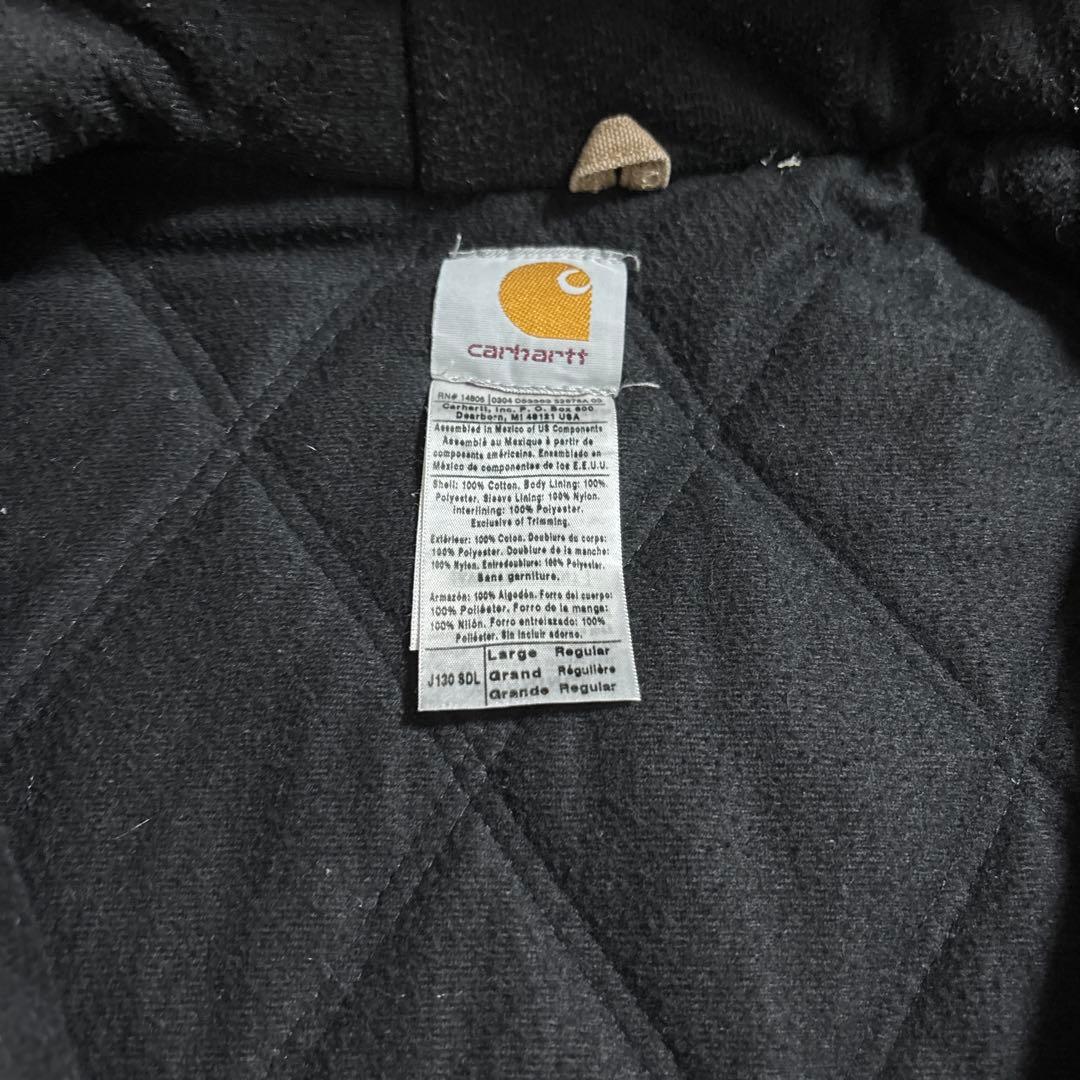 carhartt
RN# 14806 0304
Carhartt, Inc. P. O. Box 600
Dearborn, MI 48121 USA
Assembled in Mexico of US Components
Assemblé au Mexique à partir de
composants américains. Ensamblado en
México de componentes de los E.E.U.U.
Shell: 100% Cotton. Body Lining: 100%
Polyester. Sleeve Lining: 100% Nylon.
Interlining: 100% Polyester.
Exclusive of Trimming.
Extérieur: 100% Coton. Doublure du corps:
100% Polyester. Doublure de la manche:
100% Nylon. Entredoublure: 100% Polyester.
Sans garniture.
Armazón: 100% Algodón. Forro del cuerpo:
100% Poliéster. Forro de la manga:
100% Nilón. Forro entrelazado: 100%
Poliéster. Sin incluir adorno.
J130 SDL
Large Regular
Grand Régulière
Grande Regular